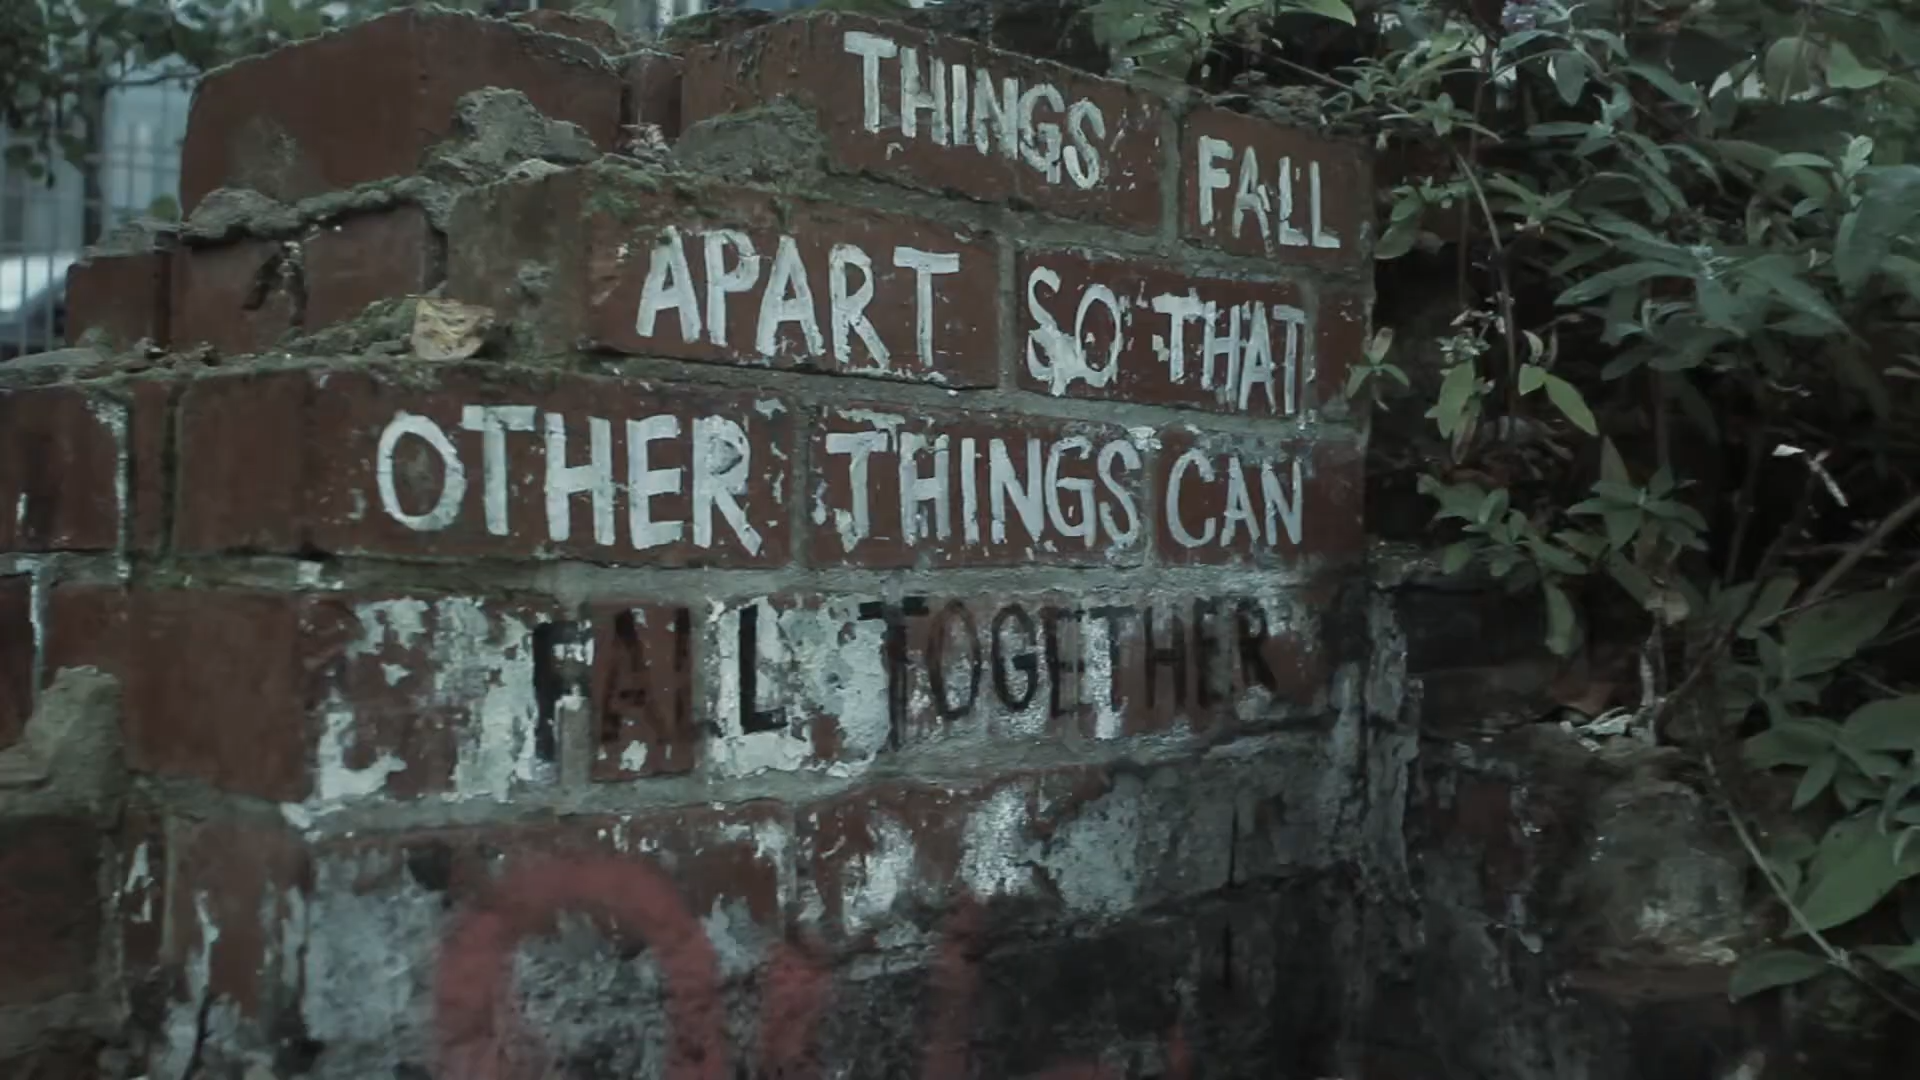 THINGS FALL
APART SO THAT
OTHER THINGS CAN
FALL TOGETHER